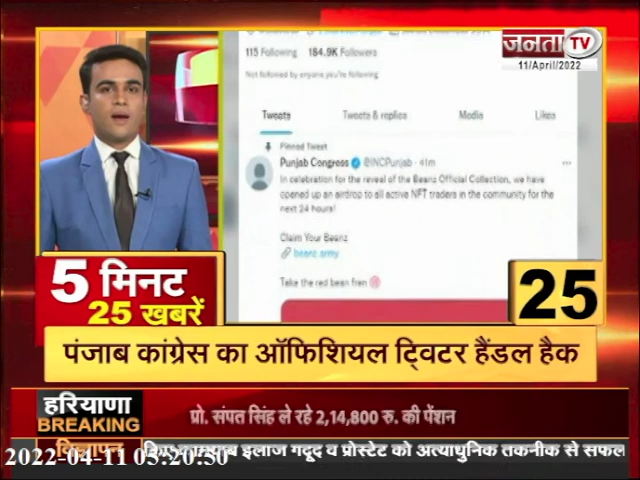 115 Following 184.9K Followers
Not followed by anyone you're following
जनता TV
11/April/2022
Tweets Tweets & replies Media Likes
Pinned Tweet
Punjab Congress @INCPunjab · 41m
In celebration for the reveal of the Beanz Official Collection, we have
opened up an airdrop to all active NFT traders in the community for the
next 24 hours!
Claim Your Beanz
beanz.army
Take the red bean fren
5 मिनट
25 खबरें
25
पंजाब कांग्रेस का ऑफिशियल ट्विटर हैंडल हैक
हरियाणा
BREAKING
प्रो. संपत सिंह ले रहे 2,14,800 रु. की पेंशन
विज्ञापन
इलाज गदूद व प्रोस्टेट को अत्याधुनिक तकनीक से सफल
2022-04-11 05:20:50